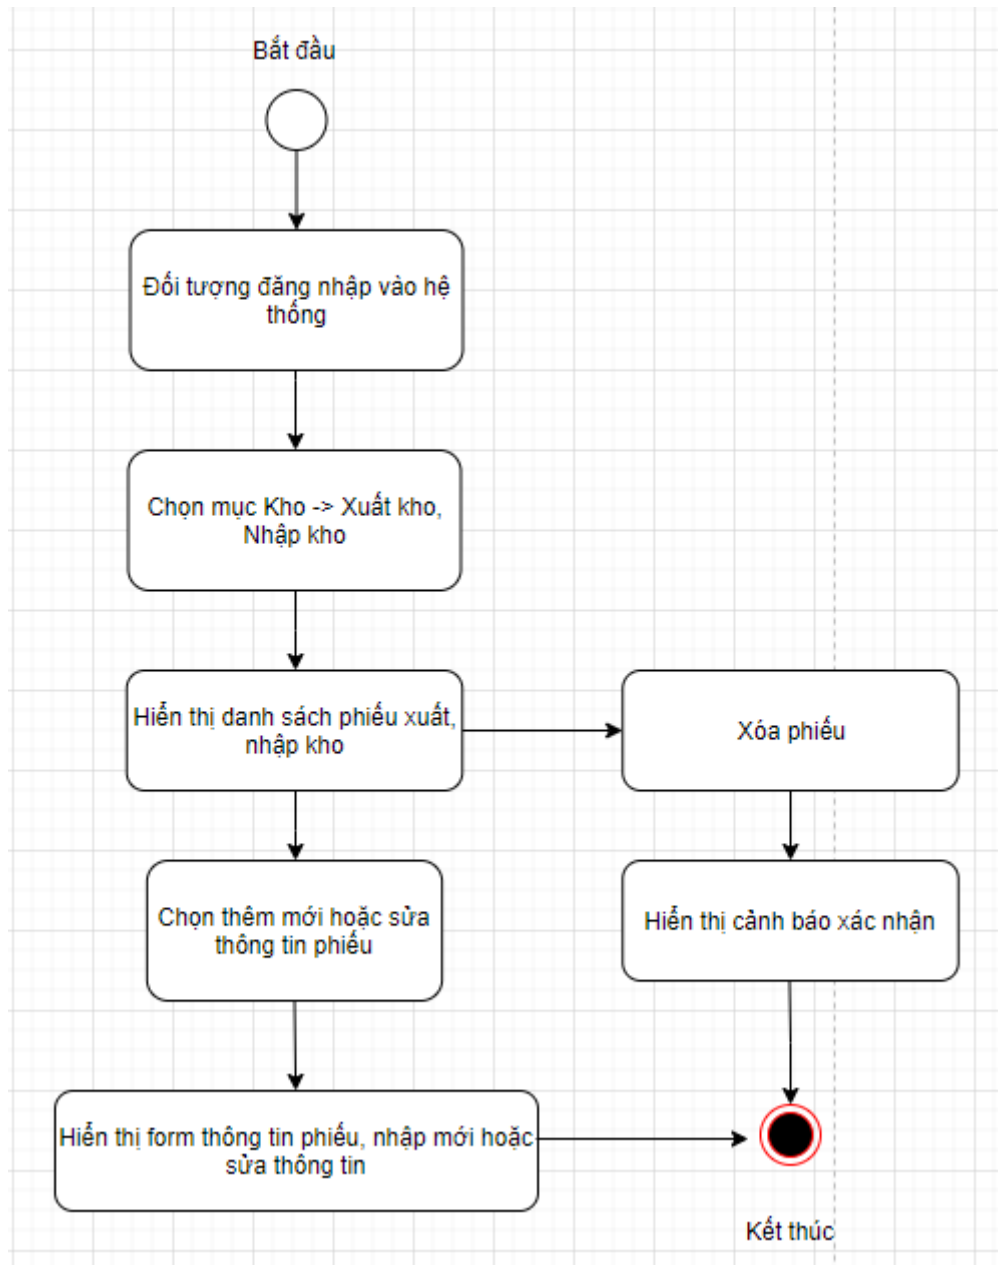 Bắt đầu
Đối tượng đăng nhập vào hệ
thống
Chọn mục Kho -> Xuất kho,
Nhập kho
Hiển thị danh sách phiếu xuất,
nhập kho
Xóa phiếu
Chọn thêm mới hoặc sửa
thông tin phiếu
Hiển thị cảnh báo xác nhận
Hiển thị form thông tin phiếu, nhập mới hoặc
sửa thông tin
Kết thúc